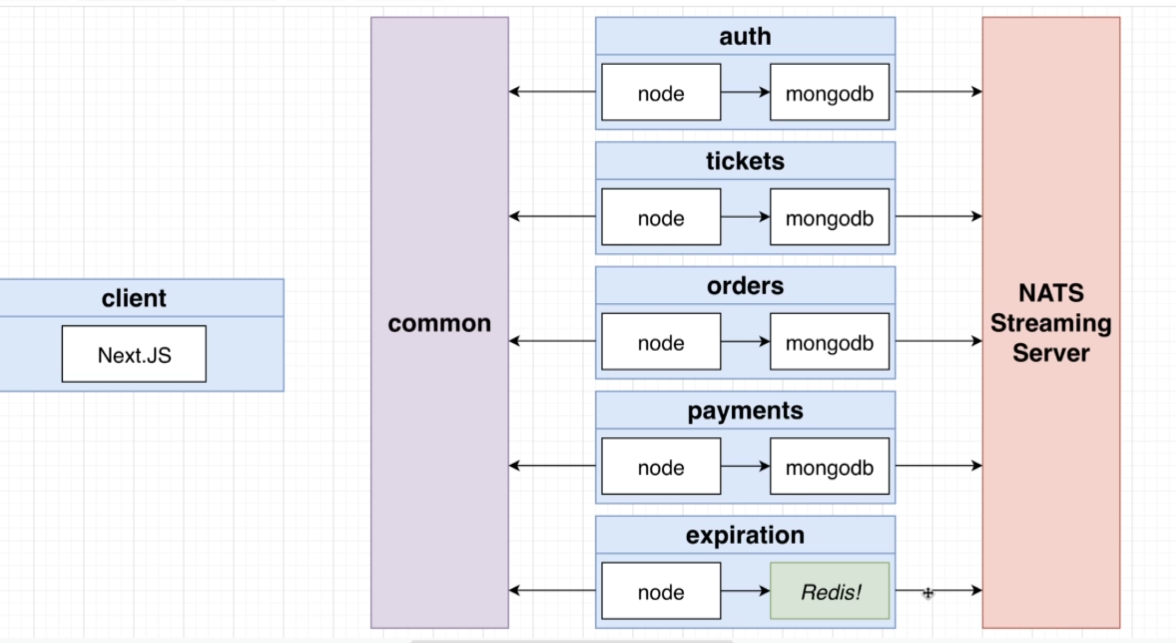 client
Next.JS
common
auth
node
mongodb
tickets
node
mongodb
orders
node
mongodb
payments
node
mongodb
expiration
node
Redis!
NATS
Streaming
Server